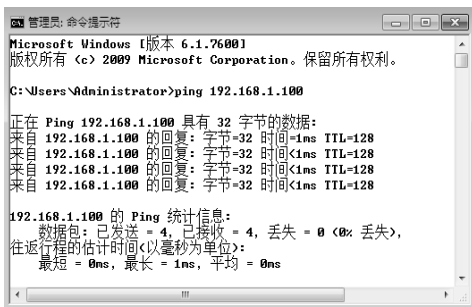 管理员: 命令提示符
Microsoft Windows [版本 6.1.7600]
版权所有 (c) 2009 Microsoft Corporation。保留所有权利。
C:\Users\Administrator>ping 192.168.1.100
正在 Ping 192.168.1.100 具有 32 字节的数据:
来自 192.168.1.100 的回复: 字节=32 时间=1ms TTL=128
来自 192.168.1.100 的回复: 字节=32 时间<1ms TTL=128
来自 192.168.1.100 的回复: 字节=32 时间<1ms TTL=128
来自 192.168.1.100 的回复: 字节=32 时间<1ms TTL=128
192.168.1.100 的 Ping 统计信息:
数据包: 已发送 = 4, 已接收 = 4, 丢失 = 0 (0% 丢失),
往返行程的估计时间(以毫秒为单位):
最短 = 0ms, 最长 = 1ms, 平均 = 0ms